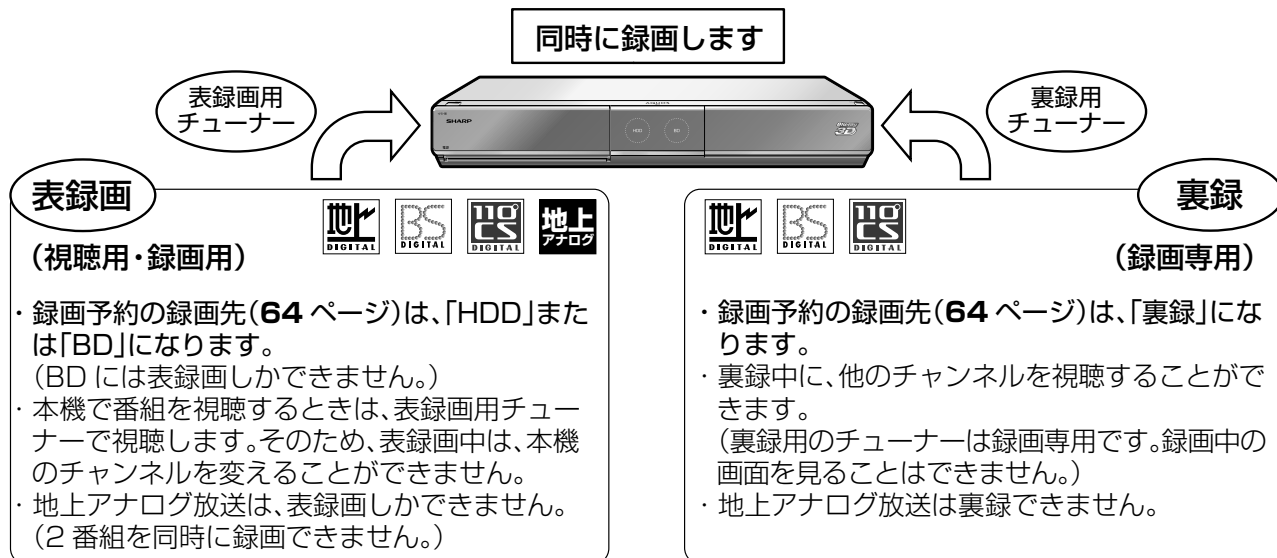 同時に録画します
表録画用
チューナー
裏録用
チューナー
AQUOS
SHARP
HDD
BD
Blu-ray
3D
表録画
(視聴用・録画用)
地上
DIGITAL
BS
DIGITAL
110°
CS
DIGITAL
地上
アナログ
・録画予約の録画先(64 ページ)は、「HDD」また
は「BD」になります。
(BD には表録画しかできません。)
・本機で番組を視聴するときは、表録画用チュー
ナーで視聴します。そのため、表録画中は、本機
のチャンネルを変えることができません。
・地上アナログ放送は、表録画しかできません。
(2 番組を同時に録画できません。)
裏録
(録画専用)
地上
DIGITAL
BS
DIGITAL
110°
CS
DIGITAL
・録画予約の録画先(64 ページ)は、「裏録」にな
ります。
・裏録中に、他のチャンネルを視聴することがで
きます。
(裏録用のチューナーは録画専用です。録画中の
画面を見ることはできません。)
・地上アナログ放送は裏録できません。